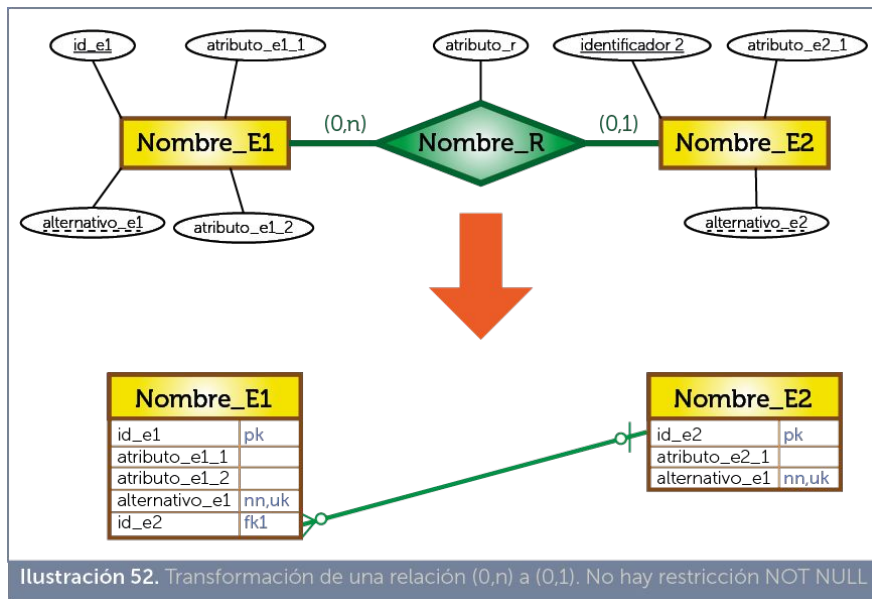 id_e1
atributo_e1_1
atributo_r
identificador 2
atributo_e2_1
(0,n)
(0,1)
Nombre_E1
Nombre_R
Nombre_E2
alternativo_e1
atributo_e1_2
alternativo_e2
Nombre_E1
id_e1 pk
atributo_e1_1
atributo_e1_2
alternativo_e1 nn,uk
id_e2 fk1
Nombre_E2
id_e2 pk
atributo_e2_1
alternativo_e1 nn,uk
Ilustración 52. Transformación de una relación (0,n) a (0,1). No hay restricción NOT NULL